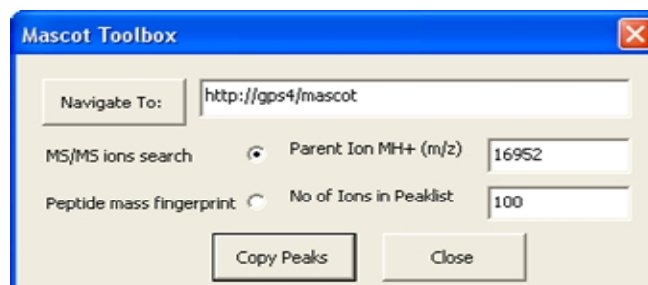 Mascot Toolbox
Navigate To: http://gps4/mascot
MS/MS ions search Parent Ion MH+ (m/z) 16952
Peptide mass fingerprint No of Ions in Peaklist 100
Copy Peaks Close